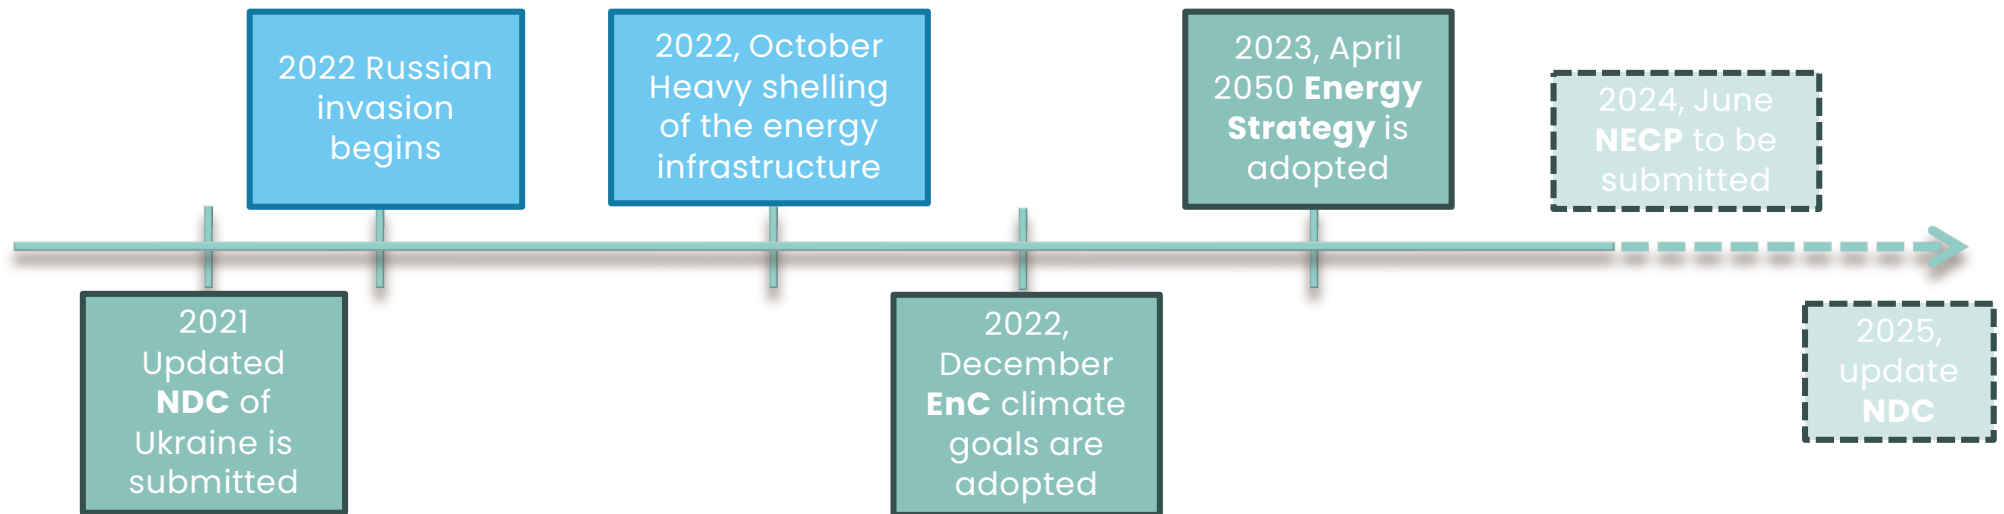 2022 Russian
invasion
begins
2022, October
Heavy shelling
of the energy
infrastructure
2023, April
2050 Energy
Strategy is
adopted
2024, June
NECP to be
submitted
2021
Updated
NDC of
Ukraine is
submitted
2022,
December
EnC climate
goals are
adopted
2025,
update
NDC